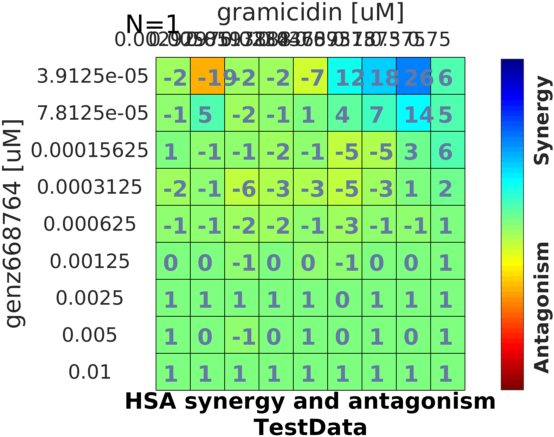 gramicidin [uM]
N=1
0.75
3.9125e-05 -2 -19 -2 -2 -7 12 18 26 6
7.8125e-05 -1 5 -2 -1 1 4 7 14 5
0.00015625 1 -1 -1 -2 -1 -5 -5 3 6
0.0003125 -2 -1 -6 -3 -3 -5 -3 1 2
0.000625 -1 -1 -2 -2 -1 -3 -1 -1 1
0.00125 0 0 -1 0 0 -1 0 0 1
0.0025 1 1 1 1 1 0 1 1 1
0.005 1 0 -1 0 1 0 1 0 1
0.01 1 1 1 1 1 1 1 1 1
genz668764 [uM]
Synergy
Antagonism
HSA synergy and antagonism
TestData